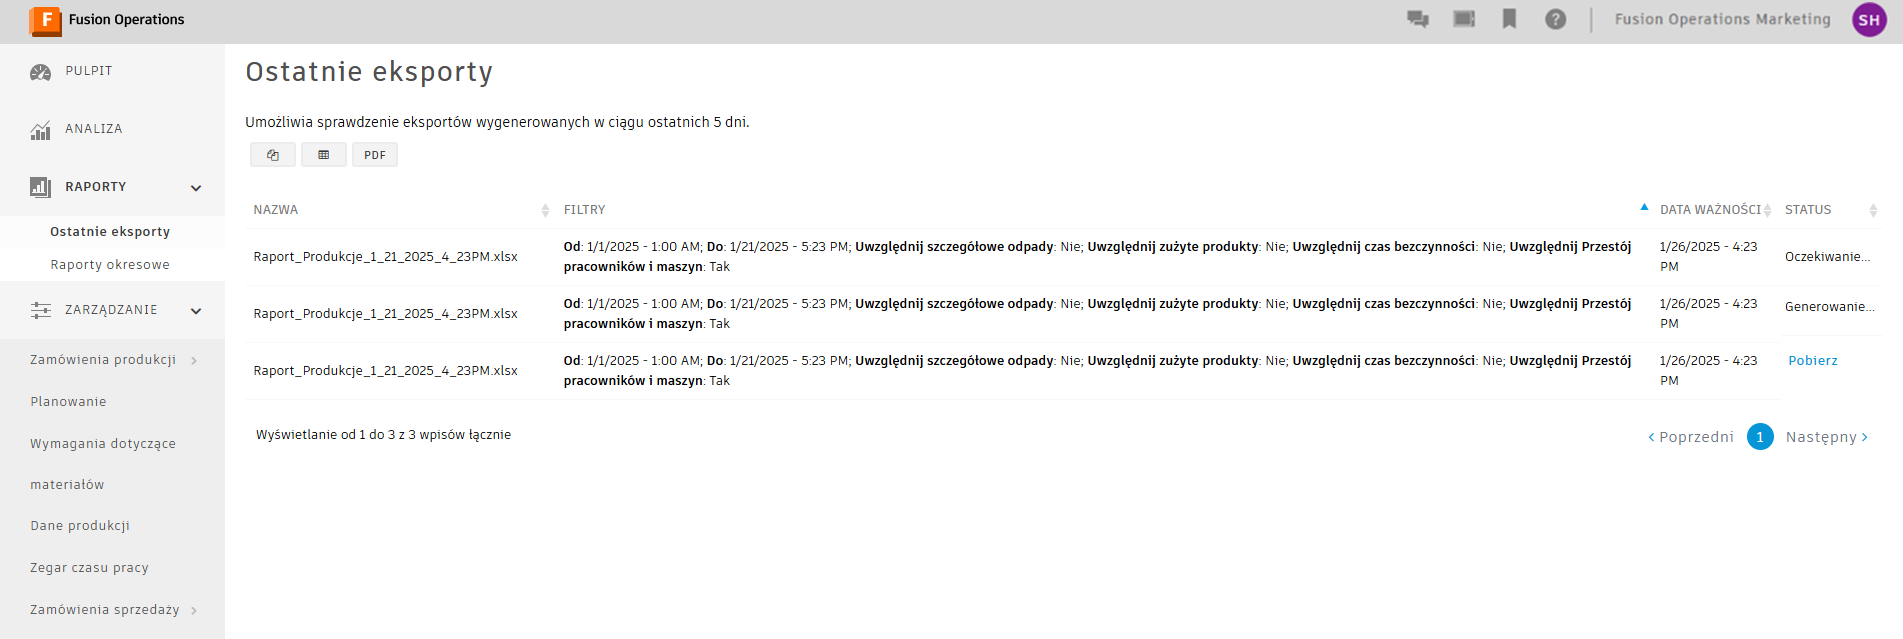 Fusion Operations
Fusion Operations Marketing
SH
PULPIT
ANALIZA
RAPORTY
Ostatnie eksporty
Raporty okresowe
ZARZĄDZANIE
Zamówienia produkcji
Planowanie
Wymagania dotyczące
materiałów
Dane produkcji
Zegar czasu pracy
Zamówienia sprzedaży
Ostatnie eksporty
Umożliwia sprawdzenie eksportów wygenerowanych w ciągu ostatnich 5 dni.
PDF
NAZWA FILTRY DATA WAŻNOŚCI STATUS
Raport_Produkcje_1_21_2025_4_23PM.xlsx
Od: 1/1/2025 - 1:00 AM; Do: 1/21/2025 - 5:23 PM; Uwzględnij szczegółowe odpady: Nie; Uwzględnij zużyte produkty: Nie; Uwzględnij czas bezczynności: Nie; Uwzględnij Przestój
pracowników i maszyn: Tak
1/26/2025 - 4:23
PM
Oczekiwanie...
Raport_Produkcje_1_21_2025_4_23PM.xlsx
Od: 1/1/2025 - 1:00 AM; Do: 1/21/2025 - 5:23 PM; Uwzględnij szczegółowe odpady: Nie; Uwzględnij zużyte produkty: Nie; Uwzględnij czas bezczynności: Nie; Uwzględnij Przestój
pracowników i maszyn: Tak
1/26/2025 - 4:23
PM
Generowanie...
Raport_Produkcje_1_21_2025_4_23PM.xlsx
Od: 1/1/2025 - 1:00 AM; Do: 1/21/2025 - 5:23 PM; Uwzględnij szczegółowe odpady: Nie; Uwzględnij zużyte produkty: Nie; Uwzględnij czas bezczynności: Nie; Uwzględnij Przestój
pracowników i maszyn: Tak
1/26/2025 - 4:23
PM
Pobierz
Wyświetlanie od 1 do 3 z 3 wpisów łącznie
Poprzedni 1 Następny